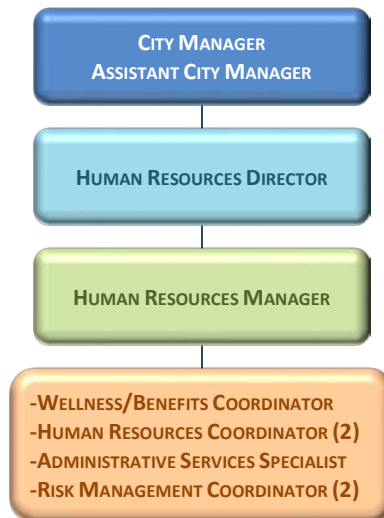 CITY MANAGER
ASSISTANT CITY MANAGER
HUMAN RESOURCES DIRECTOR
HUMAN RESOURCES MANAGER
-WELLNESS/BENEFITS COORDINATOR
-HUMAN RESOURCES COORDINATOR (2)
-ADMINISTRATIVE SERVICES SPECIALIST
-RISK MANAGEMENT COORDINATOR (2)